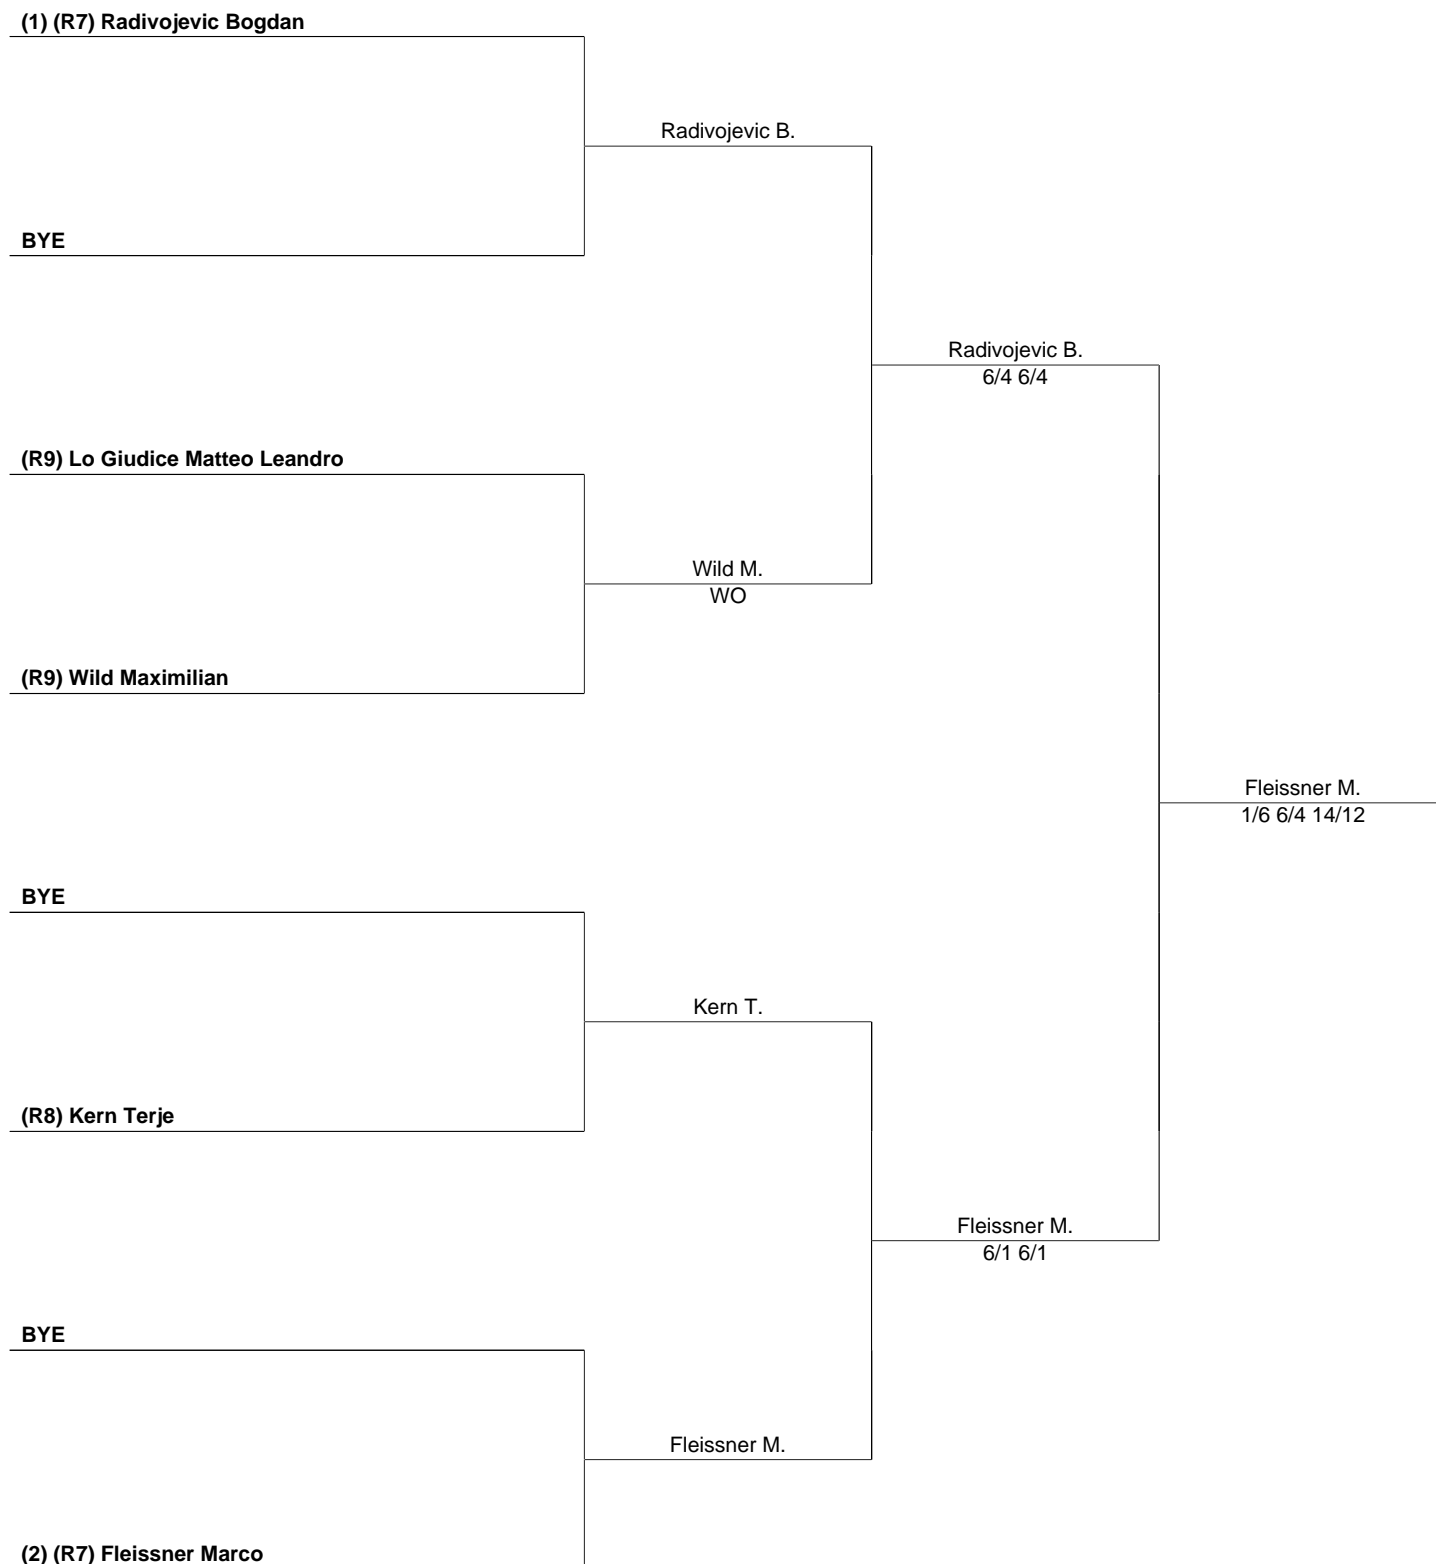 (1) (R7) Radivojevic Bogdan
Radivojevic B.
BYE
Radivojevic B.
6/4 6/4
(R9) Lo Giudice Matteo Leandro
Wild M.
WO
(R9) Wild Maximilian
Fleissner M.
1/6 6/4 14/12
BYE
Kern T.
(R8) Kern Terje
Fleissner M.
6/1 6/1
BYE
Fleissner M.
(2) (R7) Fleissner Marco